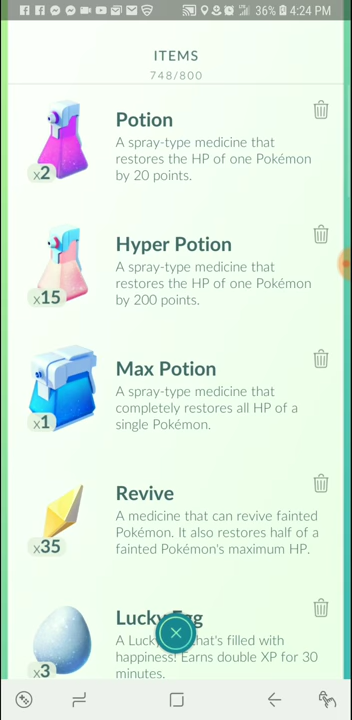 36% 4:24 PM
ITEMS
748/800
Potion
A spray-type medicine that
restores the HP of one Pokémon
by 20 points.
x2
Hyper Potion
A spray-type medicine that
restores the HP of one Pokémon
by 200 points.
x15
Max Potion
A spray-type medicine that
completely restores all HP of a
single Pokémon.
x1
Revive
A medicine that can revive fainted
Pokémon. It also restores half of a
fainted Pokémon's maximum HP.
x35
Lucky Egg
A Lucky that's filled with
happiness! Earns double XP for 30
minutes.
x3